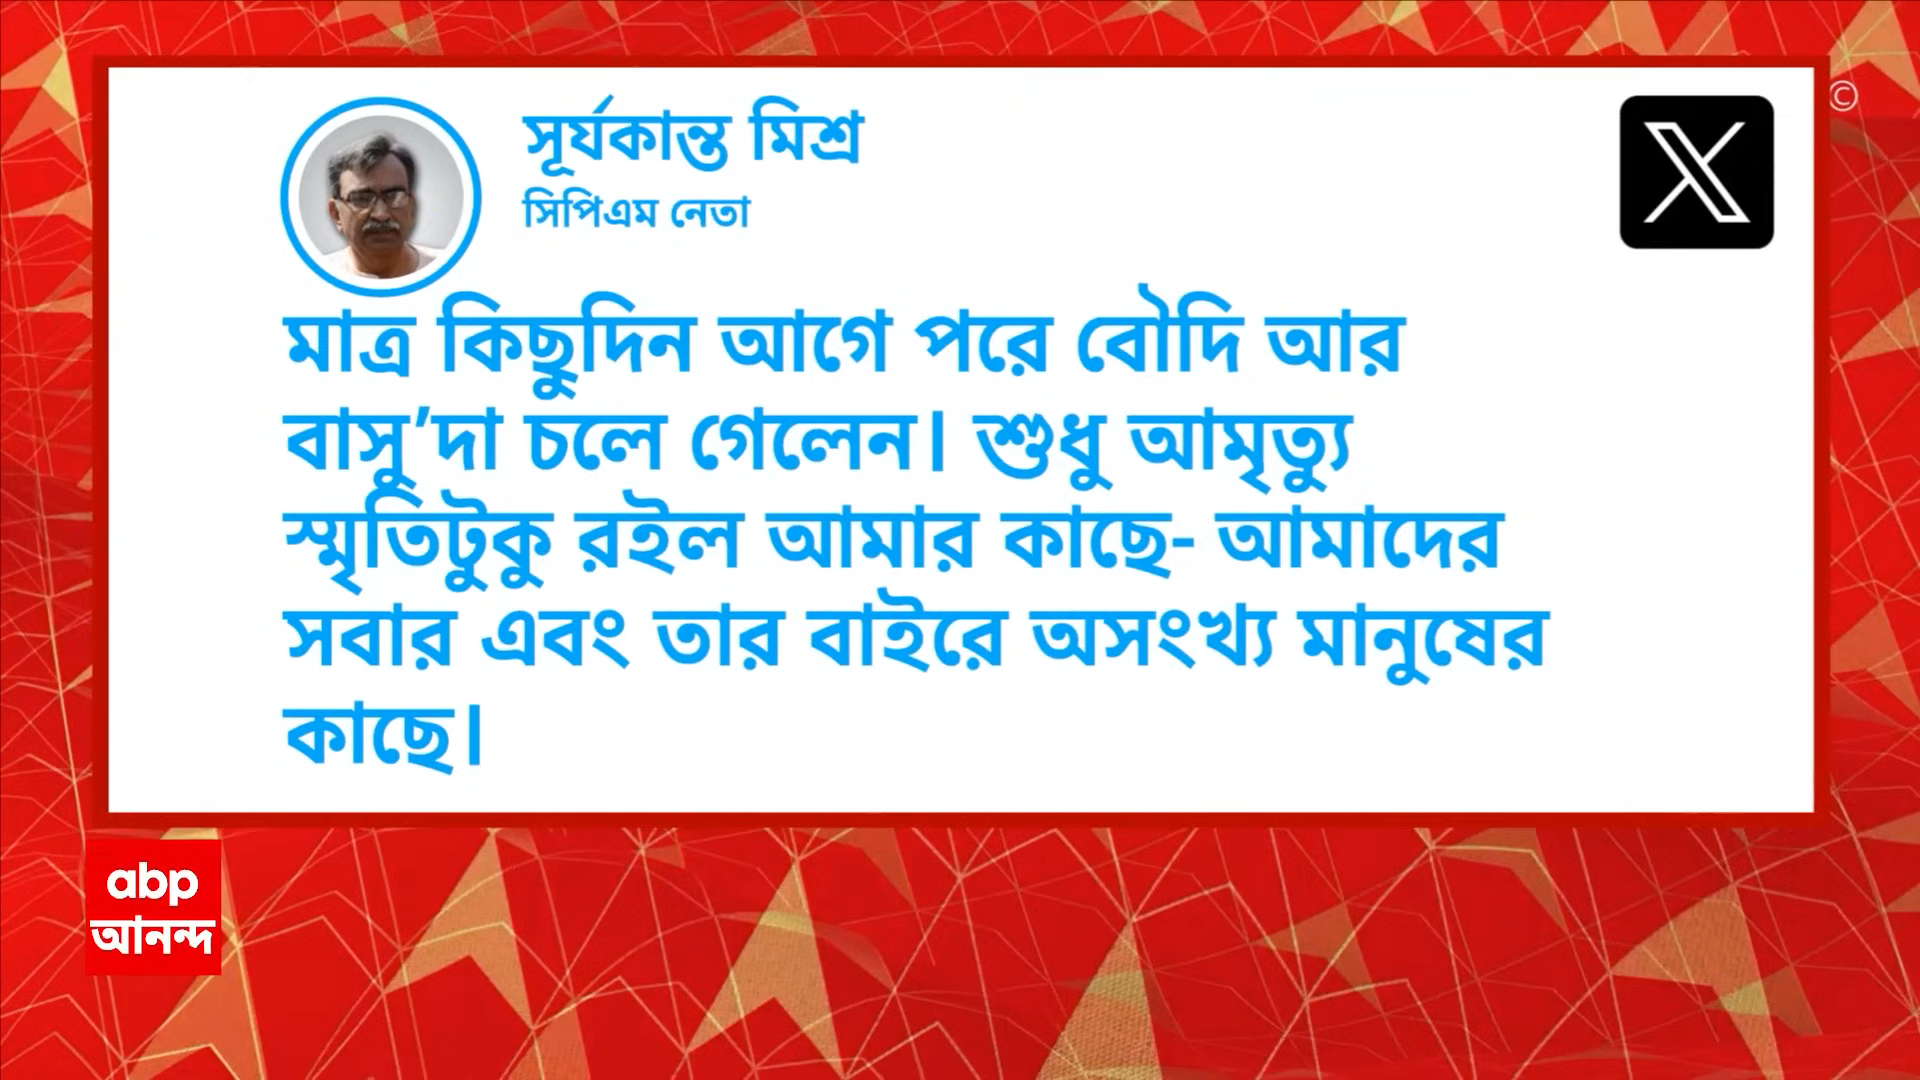 সূর্যকান্ত মিশ্র
সিপিএম নেতা
মাত্র কিছুদিন আগে পরে বৌদি আর
বাসু’দা চলে গেলেন। শুধু আমৃত্যু
স্মৃতিটুকু রইল আমার কাছে- আমাদের
সবার এবং তার বাইরে অসংখ্য মানুষের
কাছে।
©
abp
আনন্দ